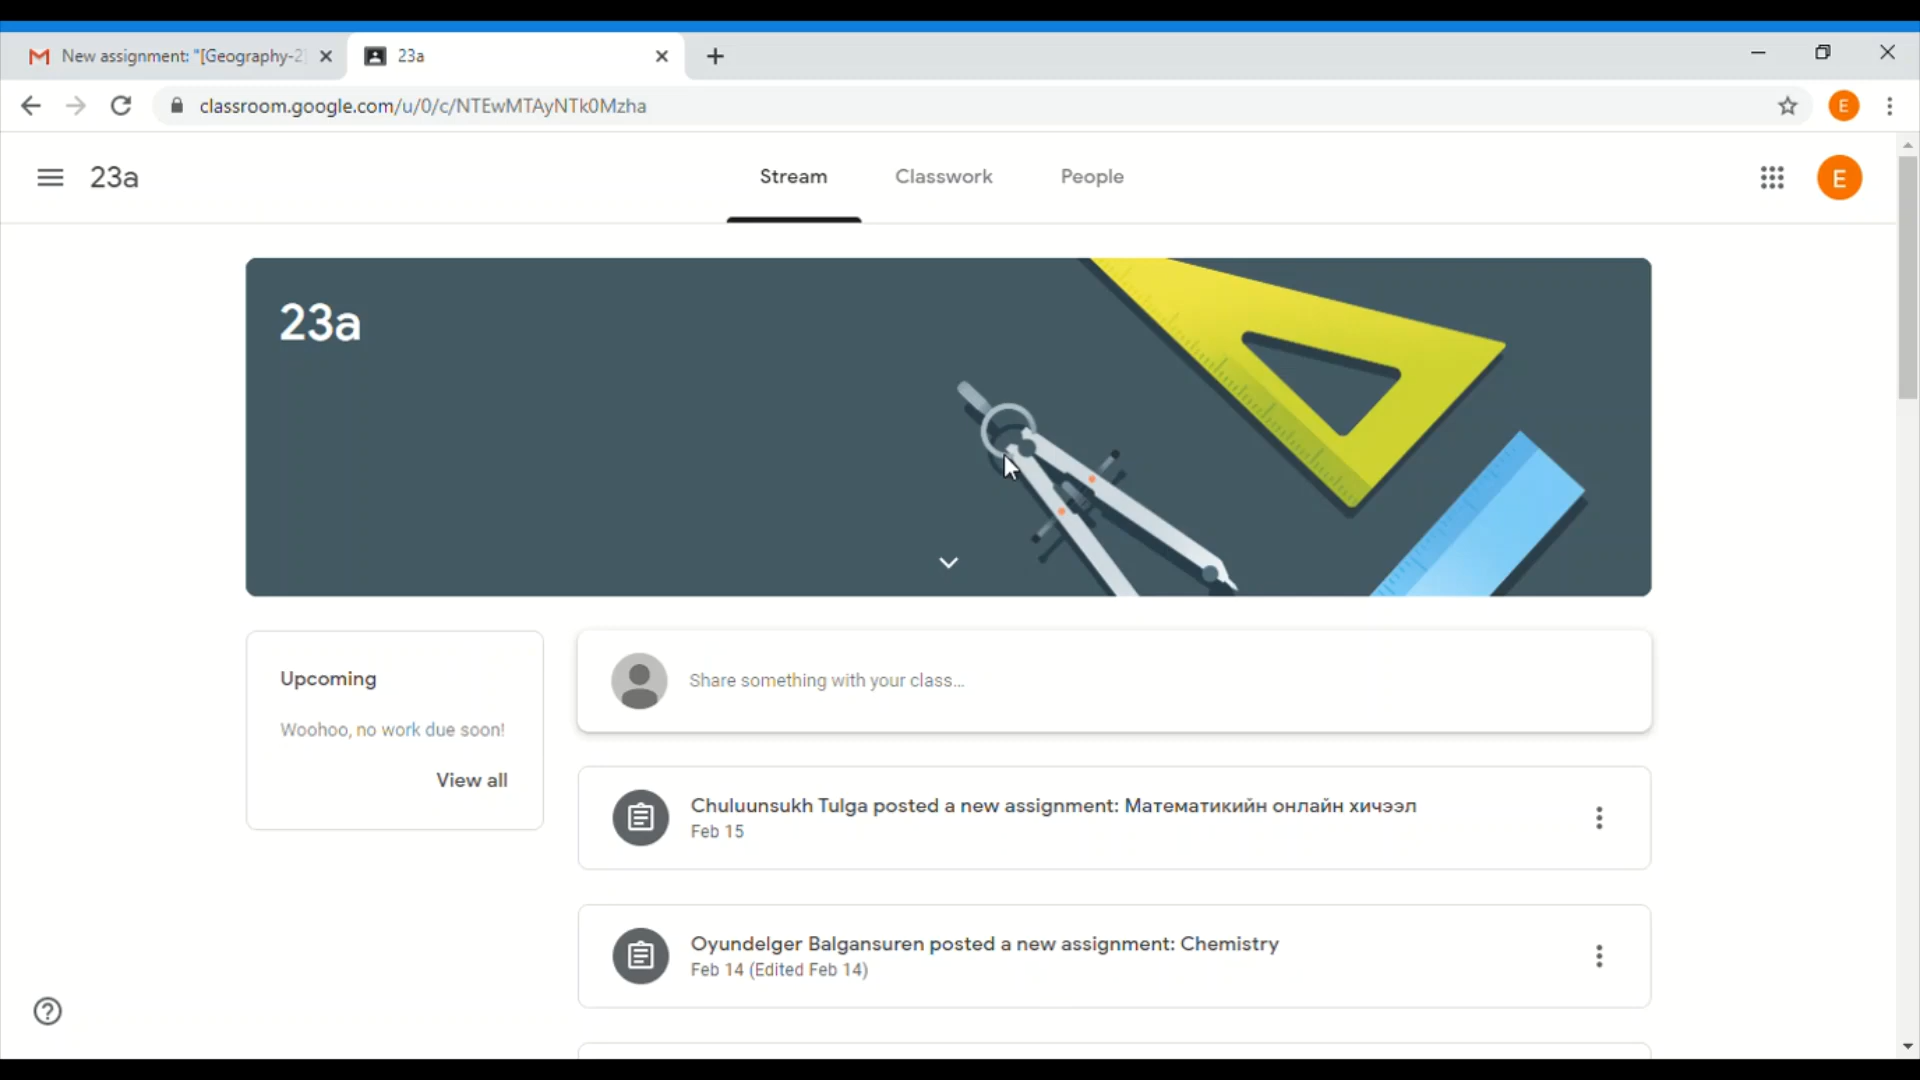 New assignment: "[Geography-2]
23a
classroom.google.com/u/0/c/NTEwMTAyNTk0Mzha
E
23a
Stream
Classwork
People
E
23a
Upcoming
Woohoo, no work due soon!
View all
Share something with your class...
Chuluunsukh Tulga posted a new assignment: Математикийн онлайн хичээл
Feb 15
Oyundelger Balgansuren posted a new assignment: Chemistry
Feb 14 (Edited Feb 14)